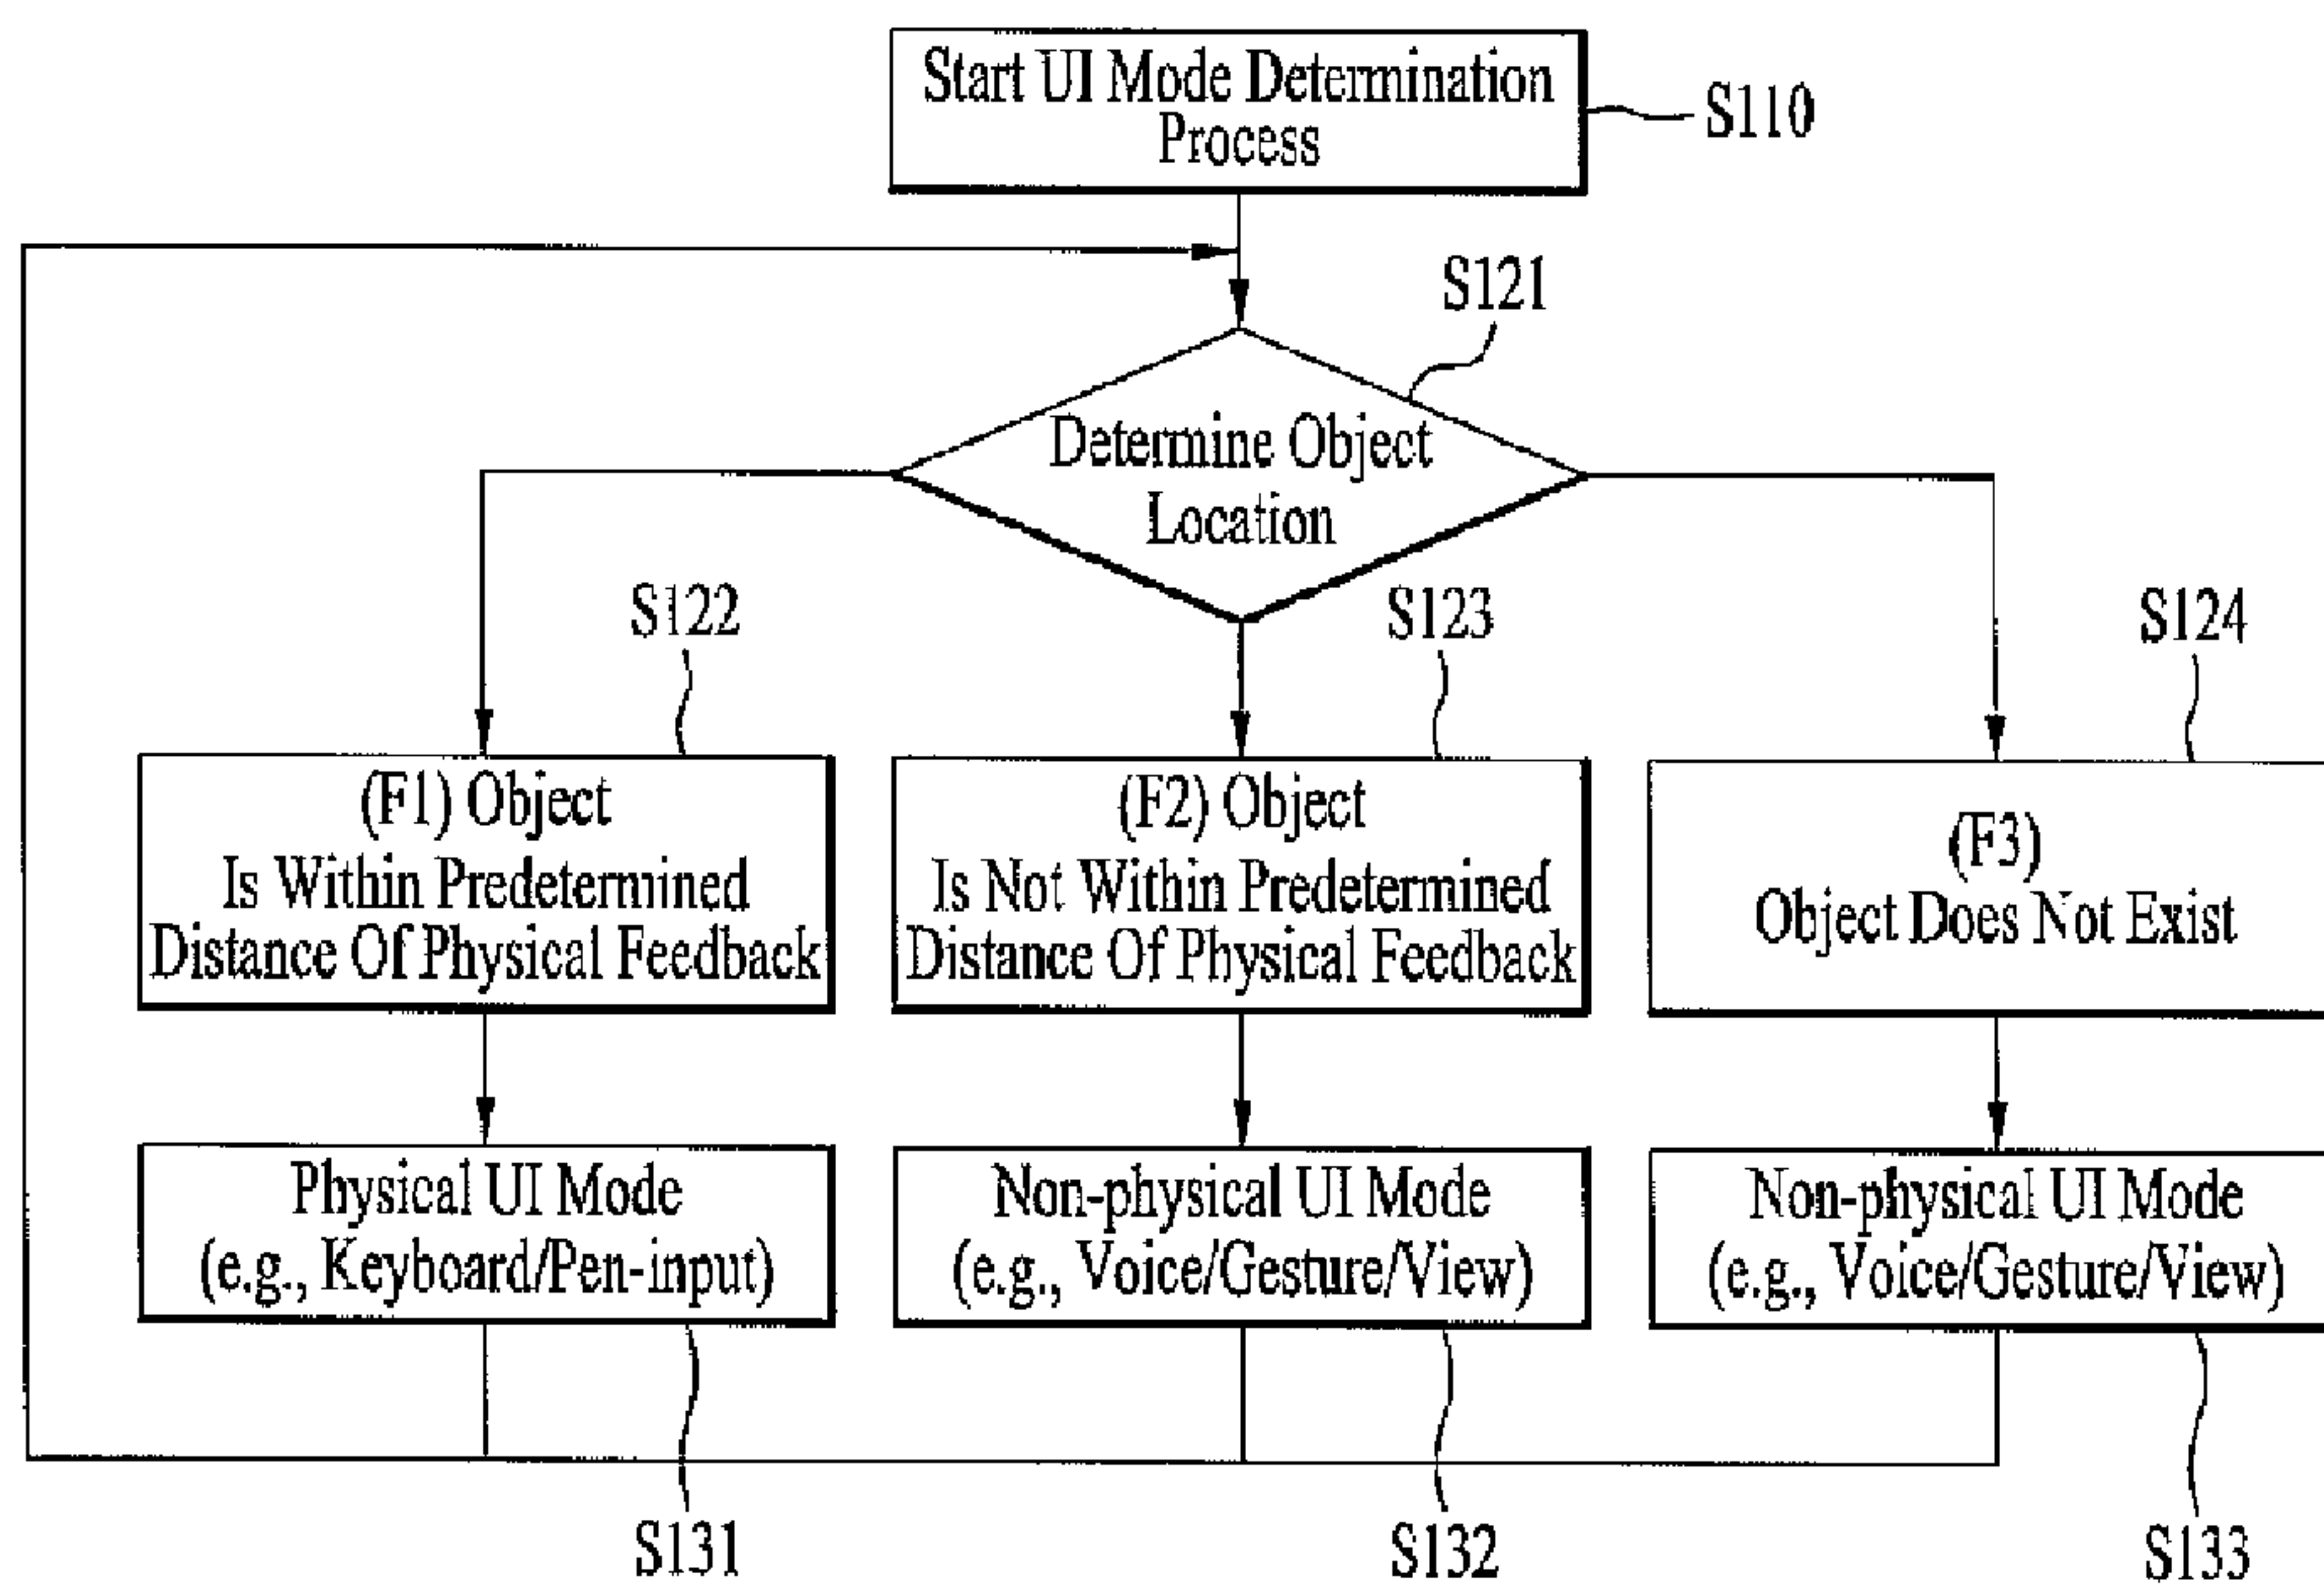 Start UI Mode Determination
Process
S110
S121
Determine Object
Location
S122
S123
S124
(F1) Object
Is Within Predetermined
Distance Of Physical Feedback
(F2) Object
Is Not Within Predetermined
Distance Of Physical Feedback
(F3)
Object Does Not Exist
Physical UI Mode
(e.g., Keyboard/Pen-input)
Non-physical UI Mode
(e.g., Voice/Gesture/View)
Non-physical UI Mode
(e.g., Voice/Gesture/View)
S131
S132
S133